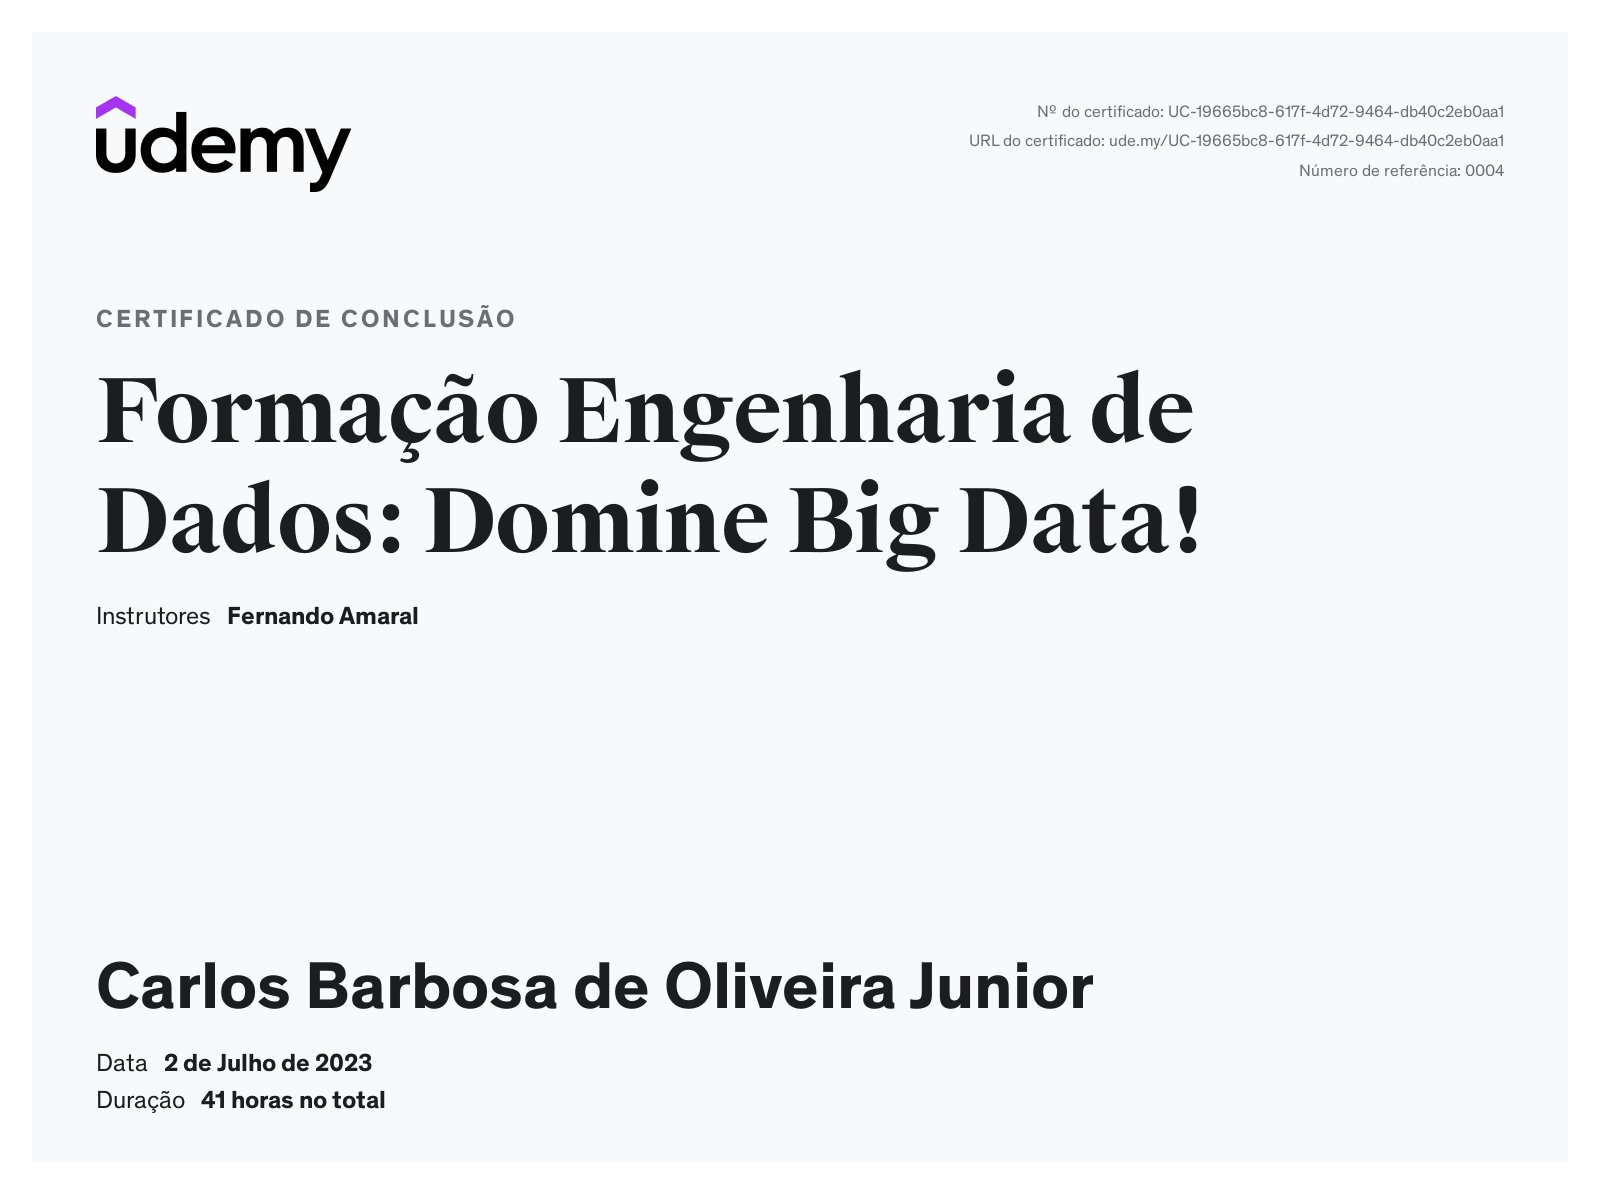 udemy
Nº do certificado: UC-19665bc8-617f-4d72-9464-db40c2eb0aa1
URL do certificado: ude.my/UC-19665bc8-617f-4d72-9464-db40c2eb0aa1
Número de referência: 0004
CERTIFICADO DE CONCLUSÃO
Formação Engenharia de
Dados: Domine Big Data!
Instrutores Fernando Amaral
Carlos Barbosa de Oliveira Junior
Data 2 de Julho de 2023
Duração 41 horas no total